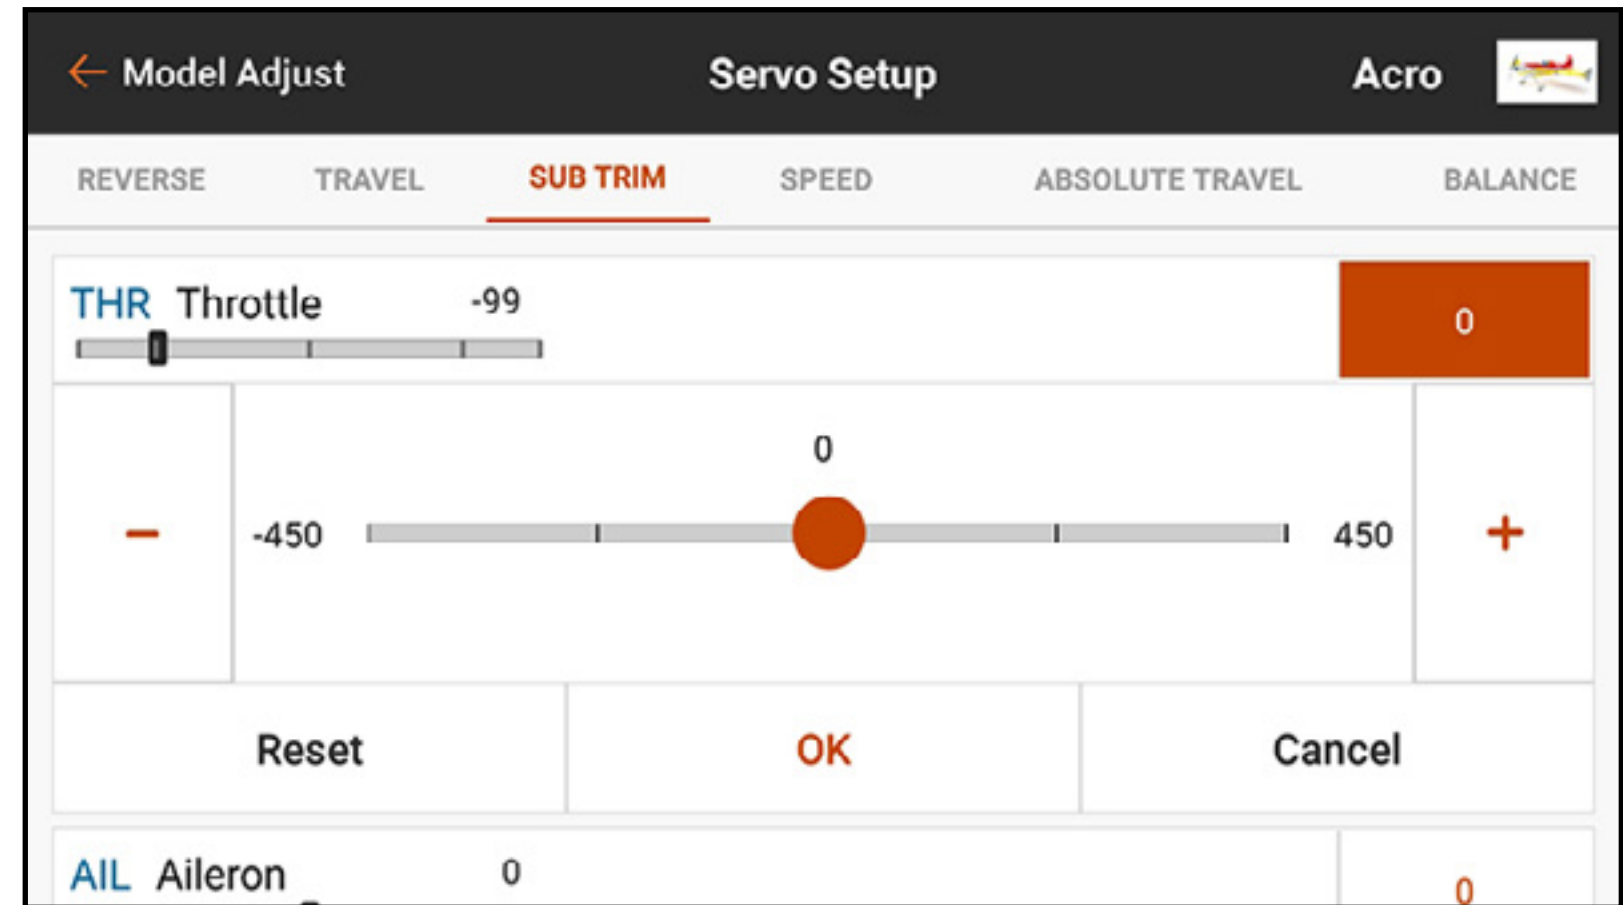 ← Model Adjust Servo Setup Acro
REVERSE TRAVEL SUB TRIM SPEED ABSOLUTE TRAVEL BALANCE
THR Throttle -99 0
0
- -450 450 +
Reset OK Cancel
AIL Aileron 0 0